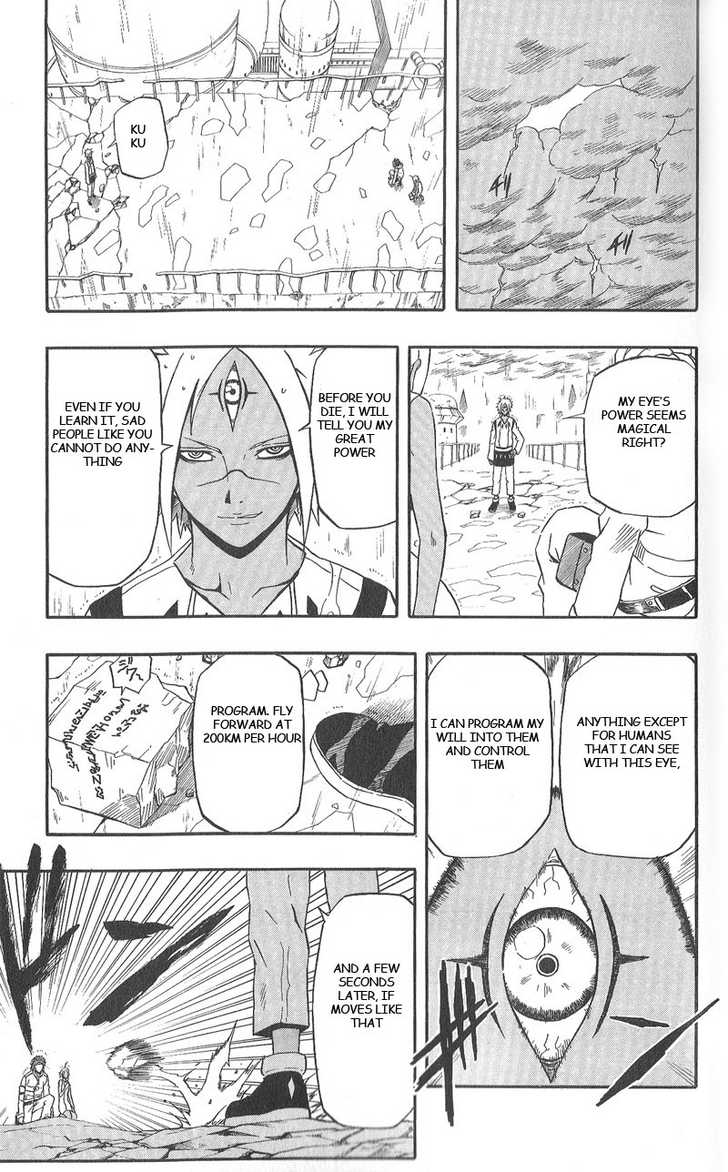 KU
KU
MY EYE'S
POWER SEEMS
MAGICAL
RIGHT?
BEFORE YOU
DIE, I WILL
TELL YOU MY
GREAT
POWER
EVEN IF YOU
LEARN IT, SAD
PEOPLE LIKE YOU
CANNOT DO ANY-
THING
ANYTHING EXCEPT
FOR HUMANS
THAT I CAN SEE
WITH THIS EYE,
I CAN PROGRAM MY
WILL INTO THEM
AND CONTROL
THEM
PROGRAM. FLY
FORWARD AT
200KM PER HOUR
AND A FEW
SECONDS
LATER, IF
MOVES LIKE
THAT